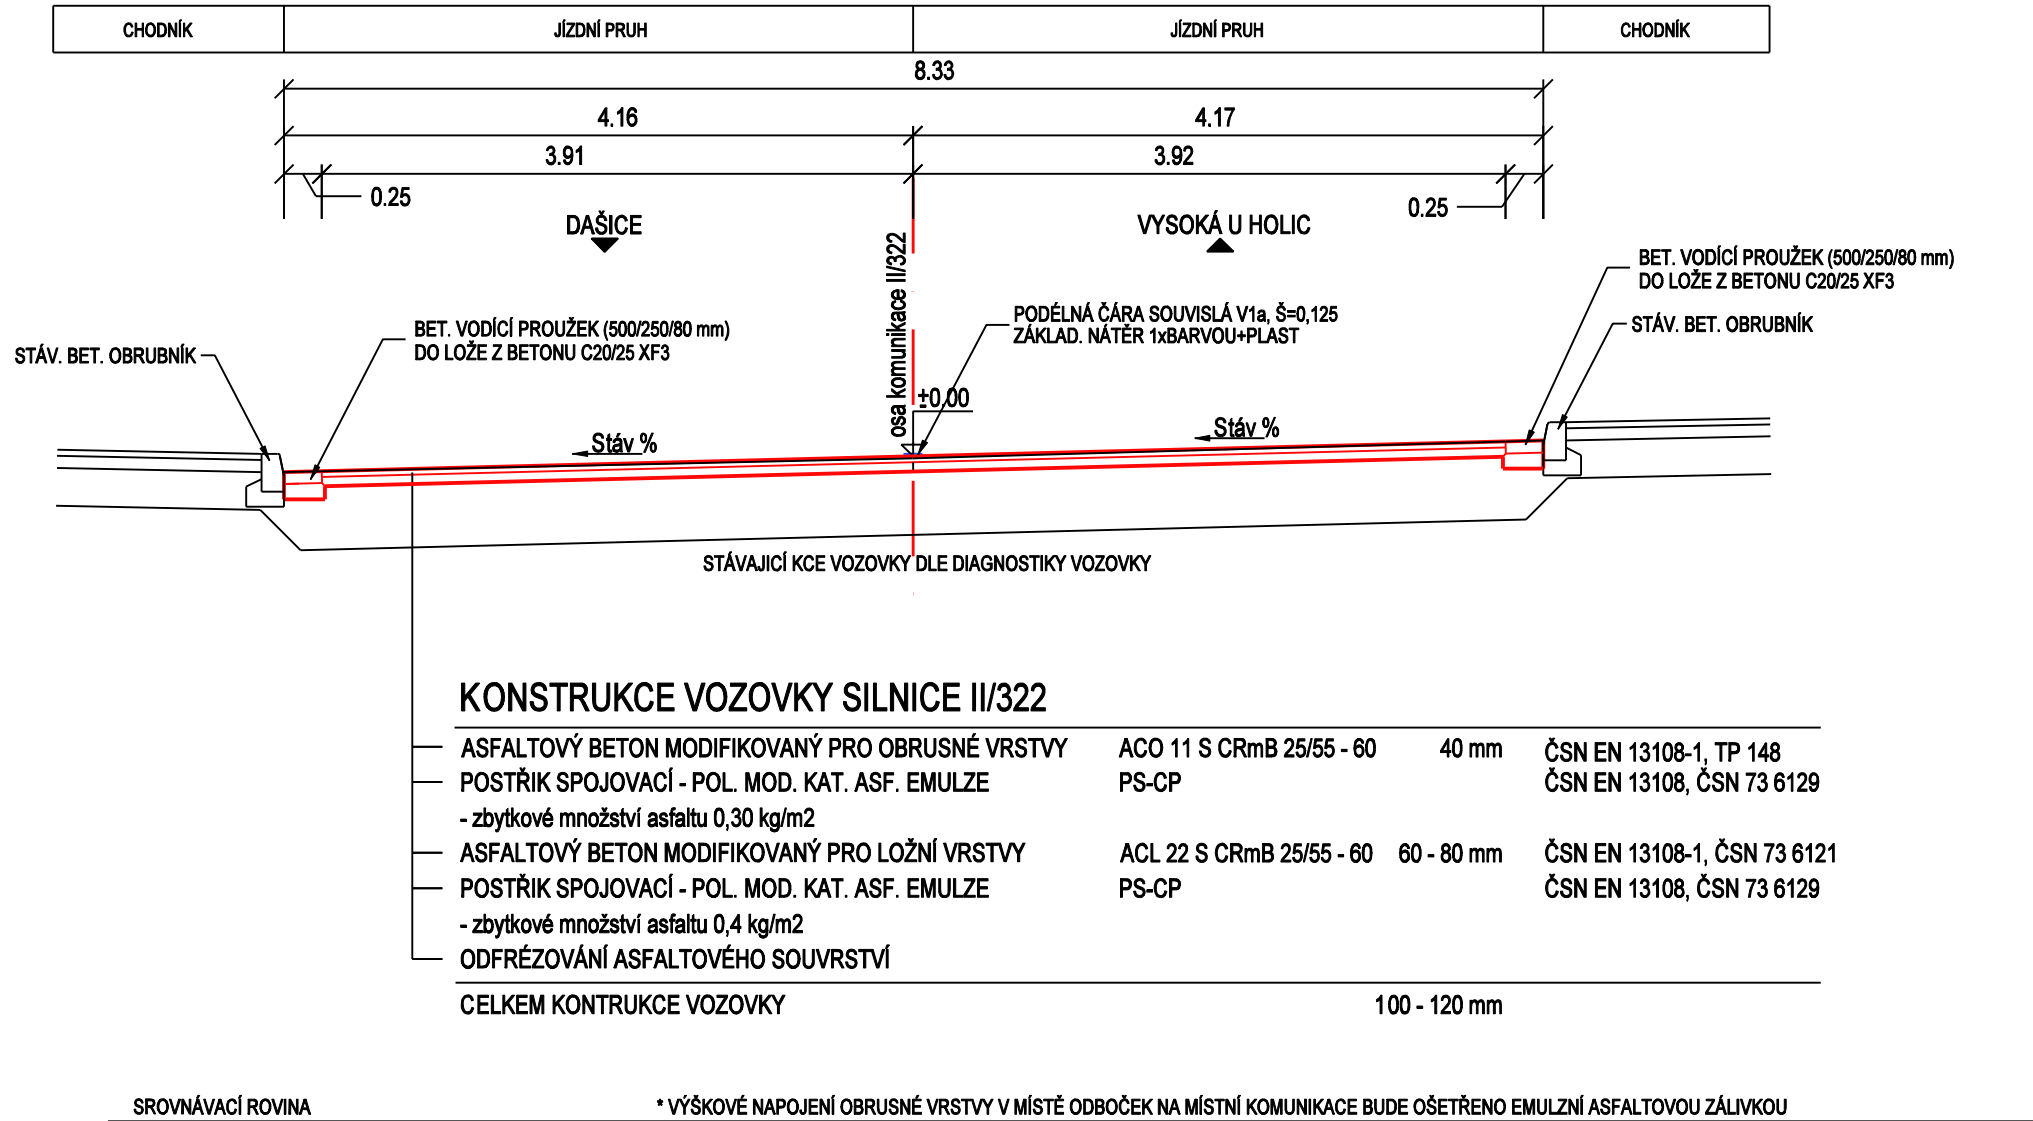 CHODNÍK JÍZDNÍ PRUH JÍZDNÍ PRUH CHODNÍK
8.33
4.16 4.17
3.91 3.92
0.25 0.25
DAŠICE VYSOKÁ U HOLIC
osa komunikace II/322
BET. VODÍCÍ PROUŽEK (500/250/80 mm)
DO LOŽE Z BETONU C20/25 XF3
STÁV. BET. OBRUBNÍK
PODÉLNÁ ČÁRA SOUVISLÁ V1a, Š=0,125
ZÁKLAD. NÁTĚR 1xBARVOU+PLAST
BET. VODÍCÍ PROUŽEK (500/250/80 mm)
DO LOŽE Z BETONU C20/25 XF3
STÁV. BET. OBRUBNÍK
±0.00
Stáv % Stáv %
STÁVAJICÍ KCE VOZOVKY DLE DIAGNOSTIKY VOZOVKY
KONSTRUKCE VOZOVKY SILNICE II/322
ASFALTOVÝ BETON MODIFIKOVANÝ PRO OBRUSNÉ VRSTVY ACO 11 S CRmB 25/55 - 60 40 mm ČSN EN 13108-1, TP 148
POSTŘIK SPOJOVACÍ - POL. MOD. KAT. ASF. EMULZE PS-CP ČSN EN 13108, ČSN 73 6129
- zbytkové množství asfaltu 0,30 kg/m2
ASFALTOVÝ BETON MODIFIKOVANÝ PRO LOŽNÍ VRSTVY ACL 22 S CRmB 25/55 - 60 60 - 80 mm ČSN EN 13108-1, ČSN 73 6121
POSTŘIK SPOJOVACÍ - POL. MOD. KAT. ASF. EMULZE PS-CP ČSN EN 13108, ČSN 73 6129
- zbytkové množství asfaltu 0,4 kg/m2
ODFRÉZOVÁNÍ ASFALTOVÉHO SOUVRSTVÍ
CELKEM KONTRUKCE VOZOVKY 100 - 120 mm
SROVNÁVACÍ ROVINA * VÝŠKOVÉ NAPOJENÍ OBRUSNÉ VRSTVY V MÍSTĚ ODBOČEK NA MÍSTNÍ KOMUNIKACE BUDE OŠETŘENO EMULZNÍ ASFALTOVOU ZÁLIVKOU